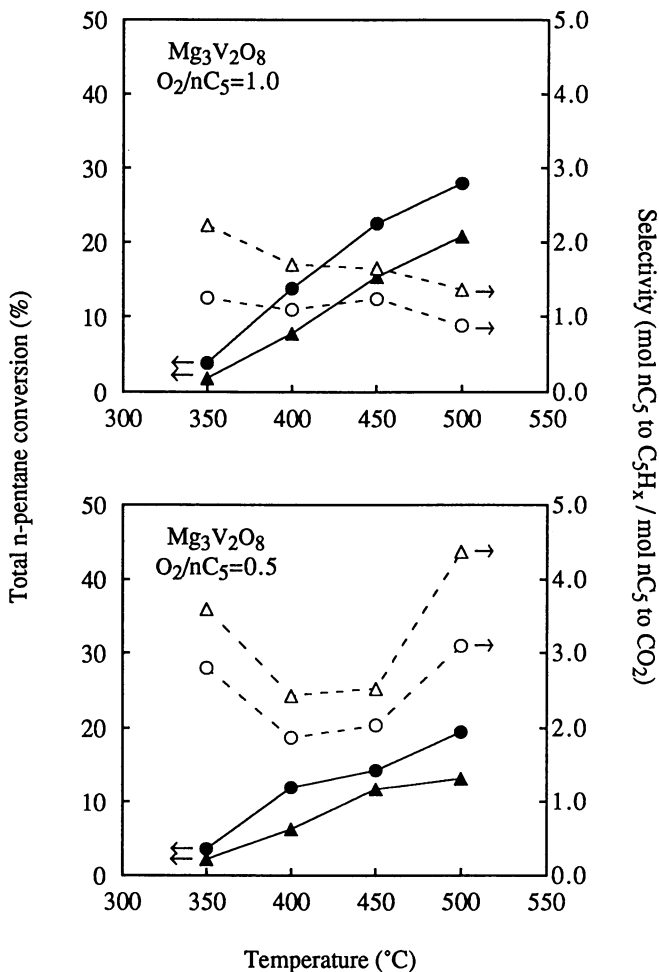 Total n-pentane conversion (%)
50
40
30
20
10
0
Mg3V2O8
O2/nC5=1.0
5.0
4.0
3.0
2.0
1.0
0.0
300 350 400 450 500 550
50
40
30
20
10
0
Mg3V2O8
O2/nC5=0.5
5.0
4.0
3.0
2.0
1.0
0.0
300 350 400 450 500 550
Temperature (°C)
Selectivity (mol nC5 to C5Hx / mol nC5 to CO2)